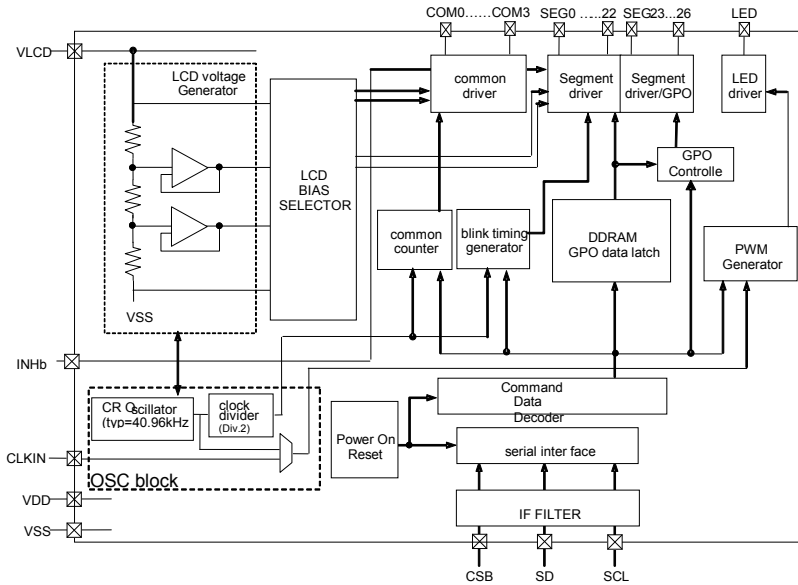 COM0……COM3 SEG0 …...22 SEG23...26 LED
VLCD
LCD voltage
Generator
common
driver
Segment
driver
Segment
driver/GPO
LED
driver
LCD
BIAS
SELECTOR
GPO
Controlle
common
counter
blink timing
generator
DDRAM
GPO data latch
PWM
Generator
VSS
INHb
CR O scillator
(typ=40.96kHz
clock
divider
(Div.2)
Command
Data
Decoder
Power On
Reset
serial inter face
CLKIN
OSC block
VDD
IF FILTER
VSS
CSB SD SCL